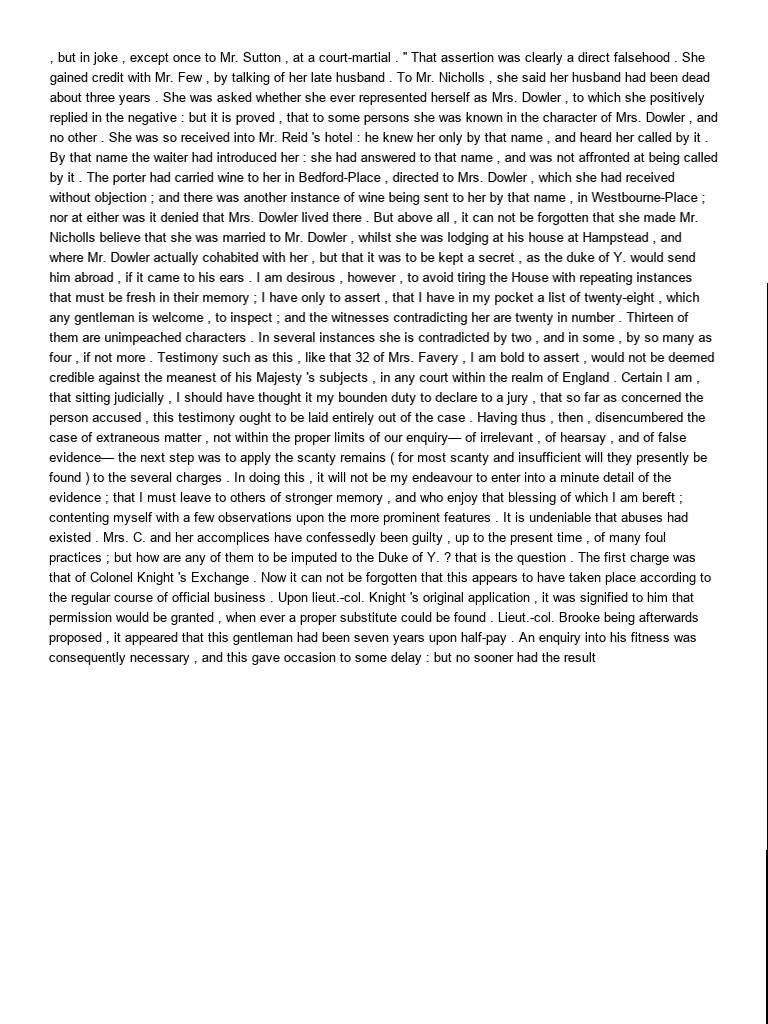 , but in joke , except once to Mr. Sutton , at a court-martial . " That assertion was clearly a direct falsehood . She
gained credit with Mr. Few , by talking of her late husband . To Mr. Nicholls , she said her husband had been dead
about three years . She was asked whether she ever represented herself as Mrs. Dowler , to which she positively
replied in the negative : but it is proved , that to some persons she was known in the character of Mrs. Dowler , and
no other . She was so received into Mr. Reid 's hotel : he knew her only by that name , and heard her called by it .
By that name the waiter had introduced her : she had answered to that name , and was not affronted at being called
by it . The porter had carried wine to her in Bedford-Place , directed to Mrs. Dowler , which she had received
without objection ; and there was another instance of wine being sent to her by that name , in Westbourne-Place ;
nor at either was it denied that Mrs. Dowler lived there . But above all , it can not be forgotten that she made Mr.
Nicholls believe that she was married to Mr. Dowler , whilst she was lodging at his house at Hampstead , and
where Mr. Dowler actually cohabited with her , but that it was to be kept a secret , as the duke of Y. would send
him abroad , if it came to his ears . I am desirous , however , to avoid tiring the House with repeating instances
that must be fresh in their memory ; I have only to assert , that I have in my pocket a list of twenty-eight , which
any gentleman is welcome , to inspect ; and the witnesses contradicting her are twenty in number . Thirteen of
them are unimpeached characters . In several instances she is contradicted by two , and in some , by so many as
four , if not more . Testimony such as this , like that 32 of Mrs. Favery , I am bold to assert , would not be deemed
credible against the meanest of his Majesty 's subjects , in any court within the realm of England . Certain I am ,
that sitting judicially , I should have thought it my bounden duty to declare to a jury , that so far as concerned the
person accused , this testimony ought to be laid entirely out of the case . Having thus , then , disencumbered the
case of extraneous matter , not within the proper limits of our enquiry— of irrelevant , of hearsay , and of false
evidence— the next step was to apply the scanty remains ( for most scanty and insufficient will they presently be
found ) to the several charges . In doing this , it will not be my endeavour to enter into a minute detail of the
evidence ; that I must leave to others of stronger memory , and who enjoy that blessing of which I am bereft ;
contenting myself with a few observations upon the more prominent features . It is undeniable that abuses had
existed . Mrs. C. and her accomplices have confessedly been guilty , up to the present time , of many foul
practices ; but how are any of them to be imputed to the Duke of Y. ? that is the question . The first charge was
that of Colonel Knight 's Exchange . Now it can not be forgotten that this appears to have taken place according to
the regular course of official business . Upon lieut.-col. Knight 's original application , it was signified to him that
permission would be granted , when ever a proper substitute could be found . Lieut.-col. Brooke being afterwards
proposed , it appeared that this gentleman had been seven years upon half-pay . An enquiry into his fitness was
consequently necessary , and this gave occasion to some delay : but no sooner had the result